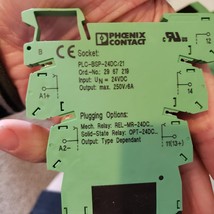 PHOENIX
CONTACT
Socket:
PLC-BSP-24DC/21
Ord.-No.: 29 67 219
Input: UN = 24VDC
Output: max. 250V/6A
A1+
14
12
Plugging Options:
Mech. Relay: REL-MR-24DC...
Solid-State Relay: OPT-24DC...
Output: Type Dependant
A2-
11(13+)